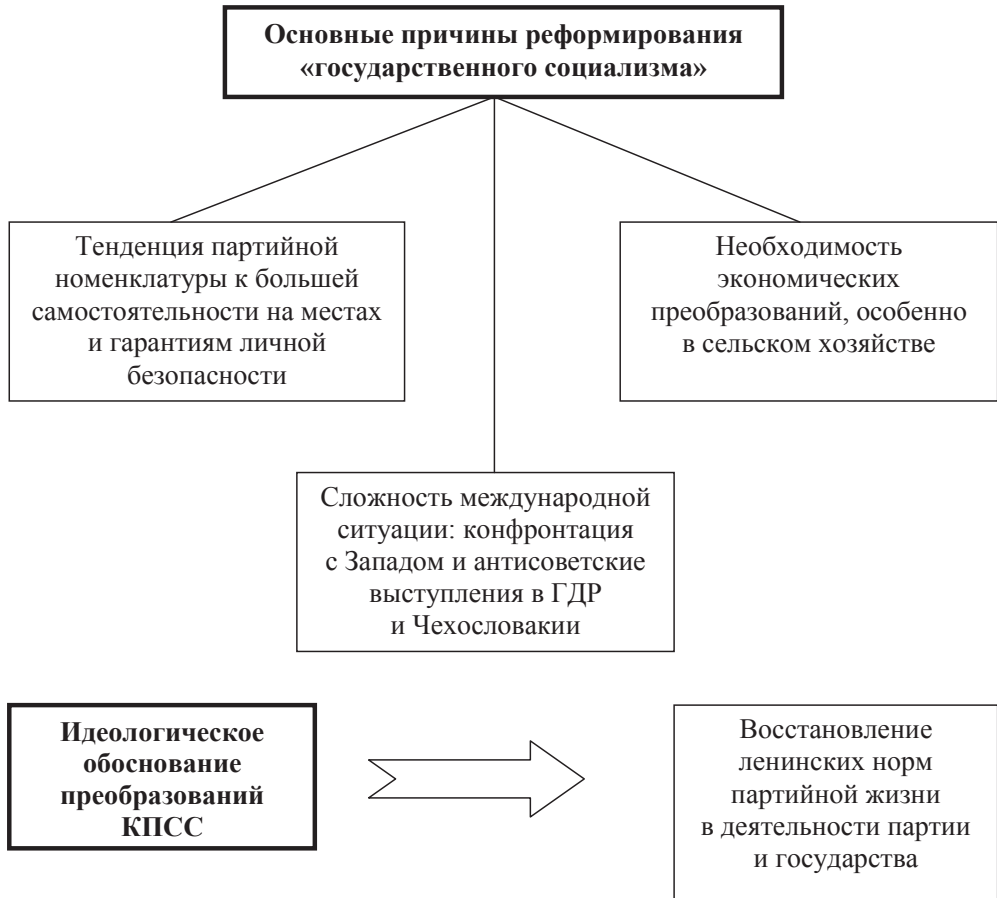 Основные причины реформирования
«государственного социализма»
Тенденция партийной
номенклатуры к большей
самостоятельности на местах
и гарантиям личной
безопасности
Необходимость
экономических
преобразований, особенно
в сельском хозяйстве
Сложность международной
ситуации: конфронтация
с Западом и антисоветские
выступления в ГДР
и Чехословакии
Идеологическое
обоснование
преобразований
КПСС
Восстановление
ленинских норм
партийной жизни
в деятельности партии
и государства